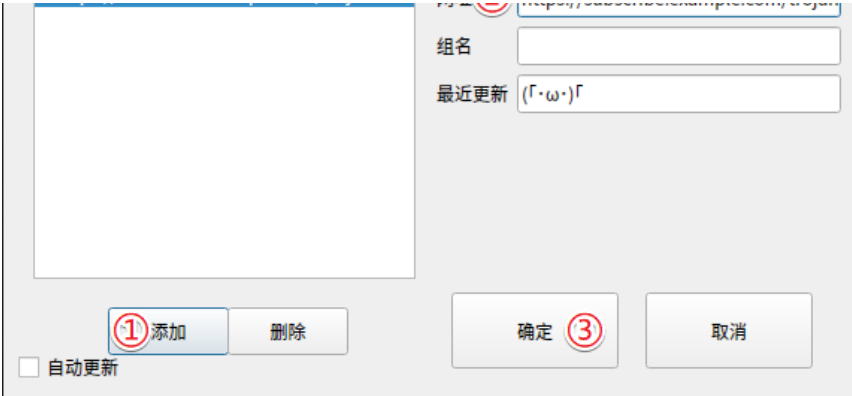 https://subscribe.example.com/trojan
组名
最近更新 (「･ω･)「
① 添加
删除
确定 ③
取消
自动更新